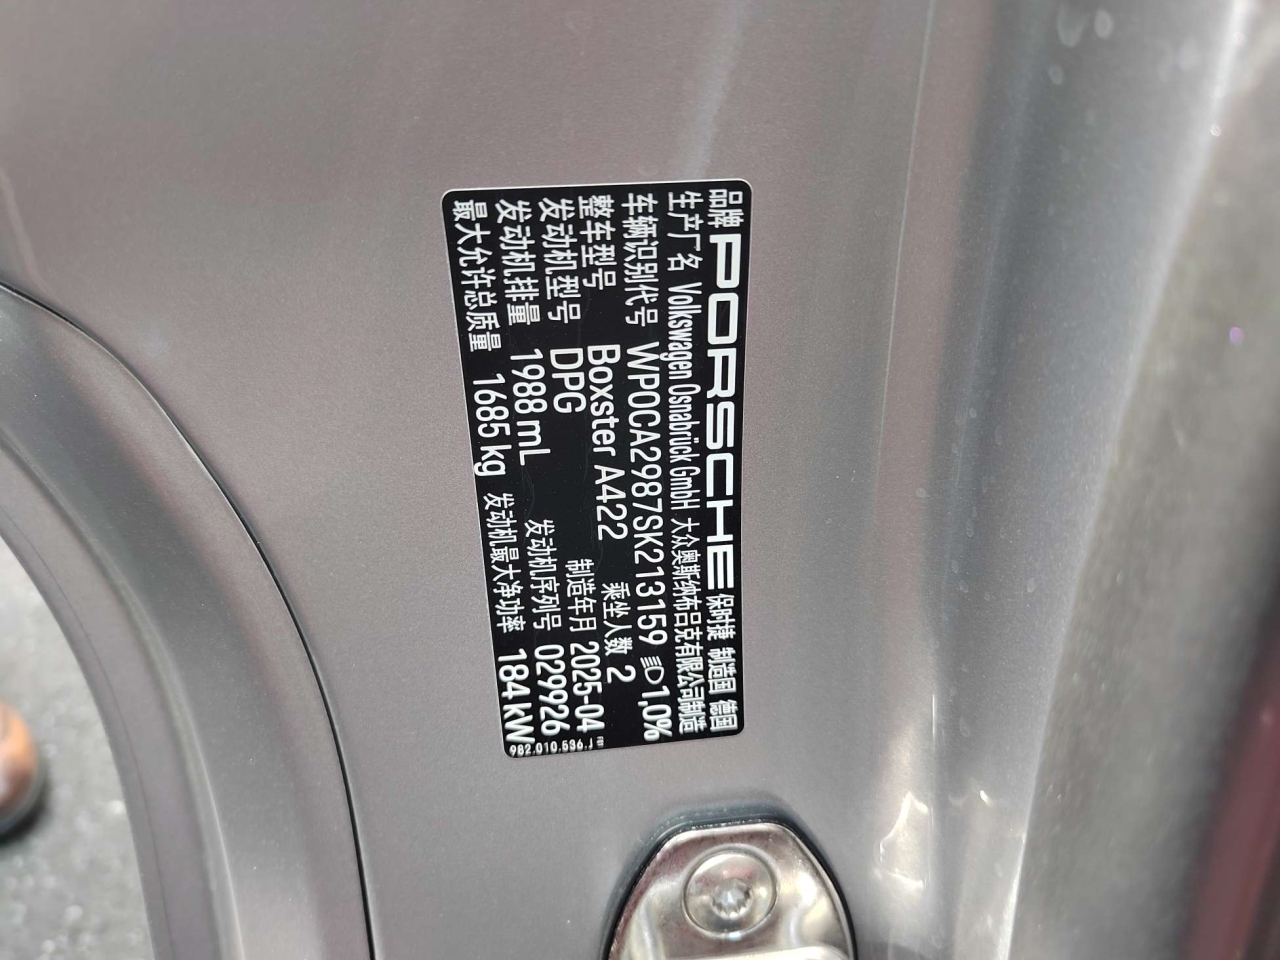 品牌 PORSCHE 保时捷 制造国 德国
生产厂名 Volkswagen Osnabrück GmbH 大众奥斯纳布吕克有限公司制造
车辆识别代号 WP0CA2987SK213159 1,0%
整车型号 Boxster A422 乘坐人数 2
发动机型号 DPG 制造年月 2025-04
发动机排量 1988 mL 发动机序列号 029926
最大允许总质量 1685 kg 发动机最大净功率 184 kW
982.010.536.J